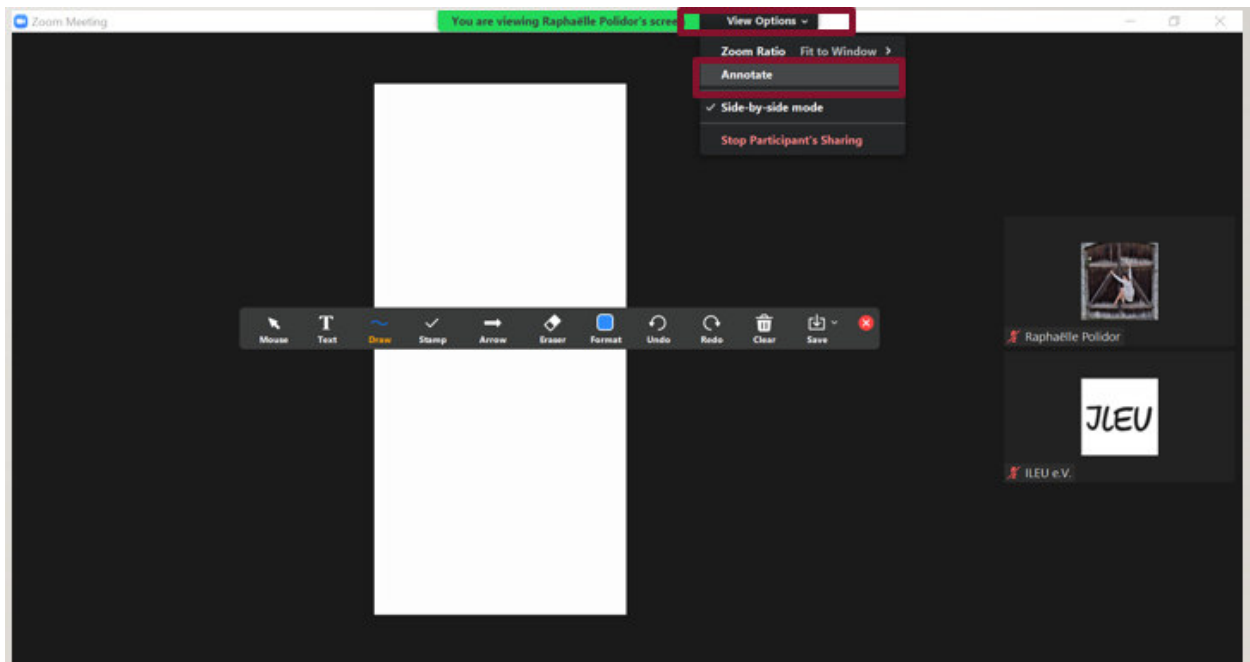 Zoom Meeting
You are viewing Raphaëlle Polidor's scree
View Options
Zoom Ratio Fit to Window
Annotate
Side-by-side mode
Stop Participant's Sharing
Mouse Text Draw Stamp Arrow Eraser Format Undo Redo Clear Save
Raphaëlle Polidor
JLEU
ILEU e.V.